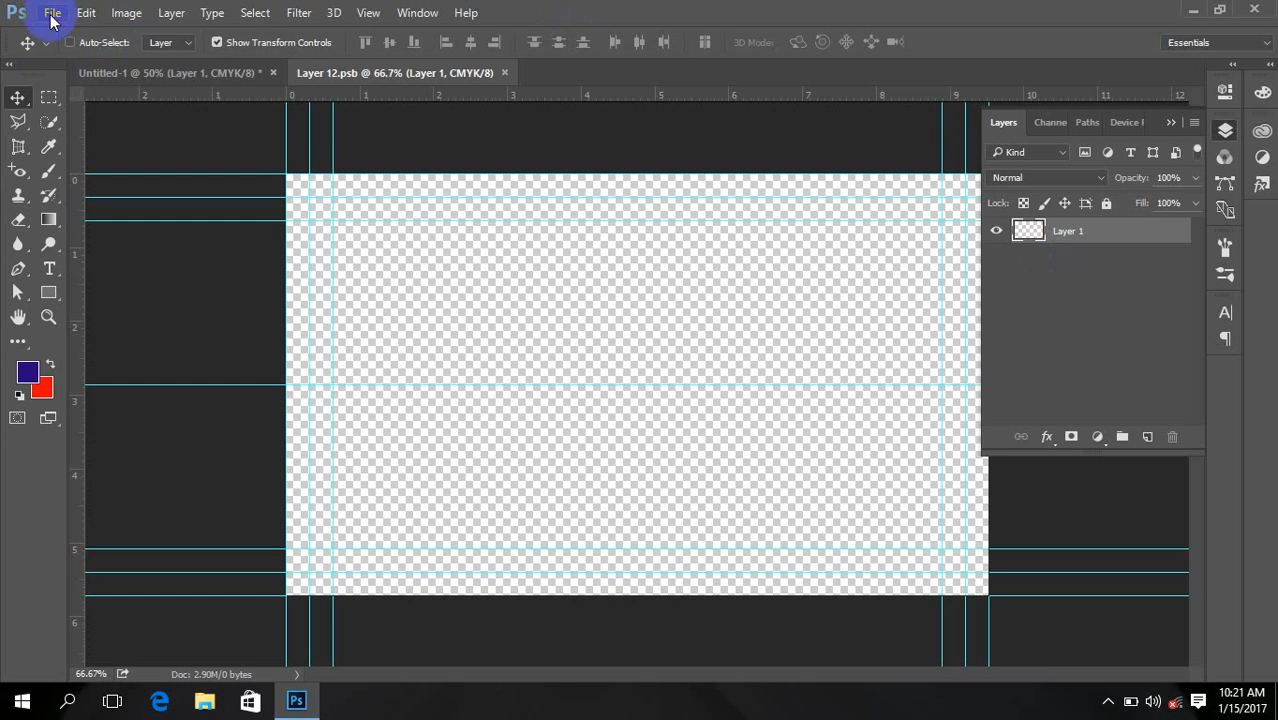 Ps File Edit Image Layer Type Select Filter 3D View Window Help
Auto-Select: Layer Show Transform Controls 3D Mode: Essentials
Untitled-1 @ 50% (Layer 1, CMYK/8) * × Layer 12.psb @ 66.7% (Layer 1, CMYK/8) ×
2 1 0 1 2 3 4 5 6 7 8 9 10 11 12
Layers Channe Paths Device F
Kind
Normal Opacity: 100%
Lock: Fill: 100%
Layer 1
0
1
2
3
4
5
6
T
A
fx
fx
66.67% Doc: 2.90M/0 bytes
Ps
10:21 AM
1/15/2017